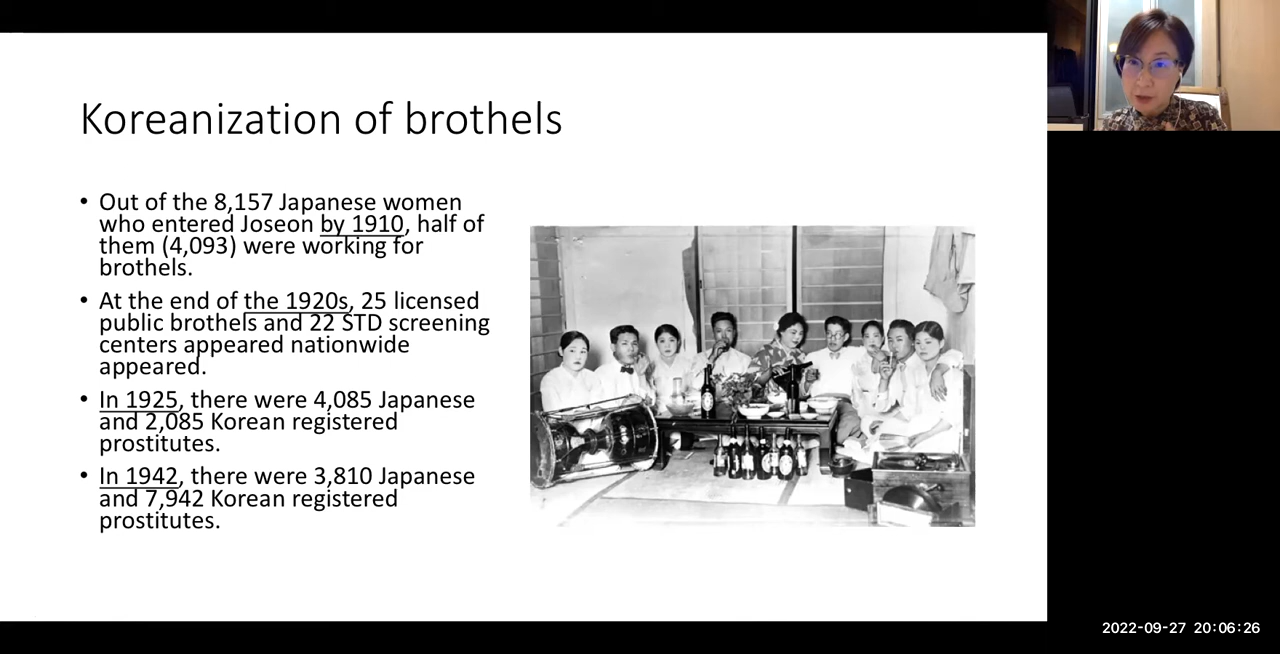 Koreanization of brothels
• Out of the 8,157 Japanese women
who entered Joseon by 1910, half of
them (4,093) were working for
brothels.
• At the end of the 1920s, 25 licensed
public brothels and 22 STD screening
centers appeared nationwide
appeared.
• In 1925, there were 4,085 Japanese
and 2,085 Korean registered
prostitutes.
• In 1942, there were 3,810 Japanese
and 7,942 Korean registered
prostitutes.
2022-09-27 20:06:26